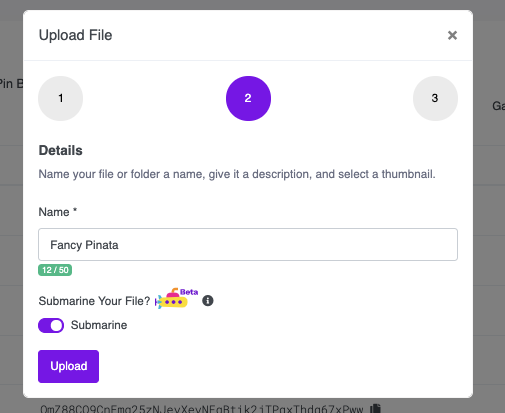 Upload File
×
Pin B
1
2
3
Ga
Details
Name your file or folder a name, give it a description, and select a thumbnail.
Name *
Fancy Pinata
12 / 50
Submarine Your File? Beta
Submarine
Upload